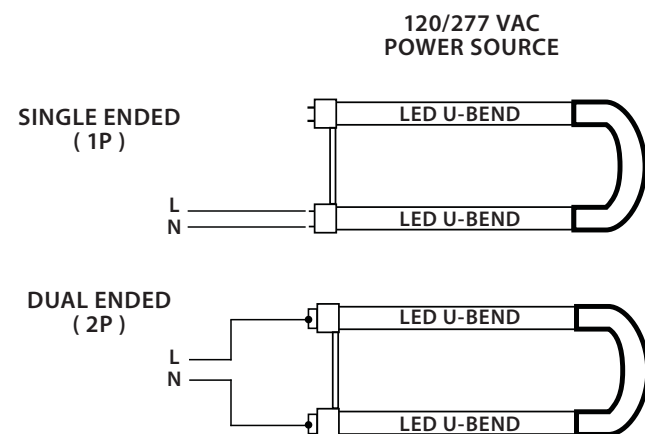 120/277 VAC
POWER SOURCE
SINGLE ENDED
( 1P )
LED U-BEND
L
N
LED U-BEND
DUAL ENDED
( 2P )
LED U-BEND
L
N
LED U-BEND